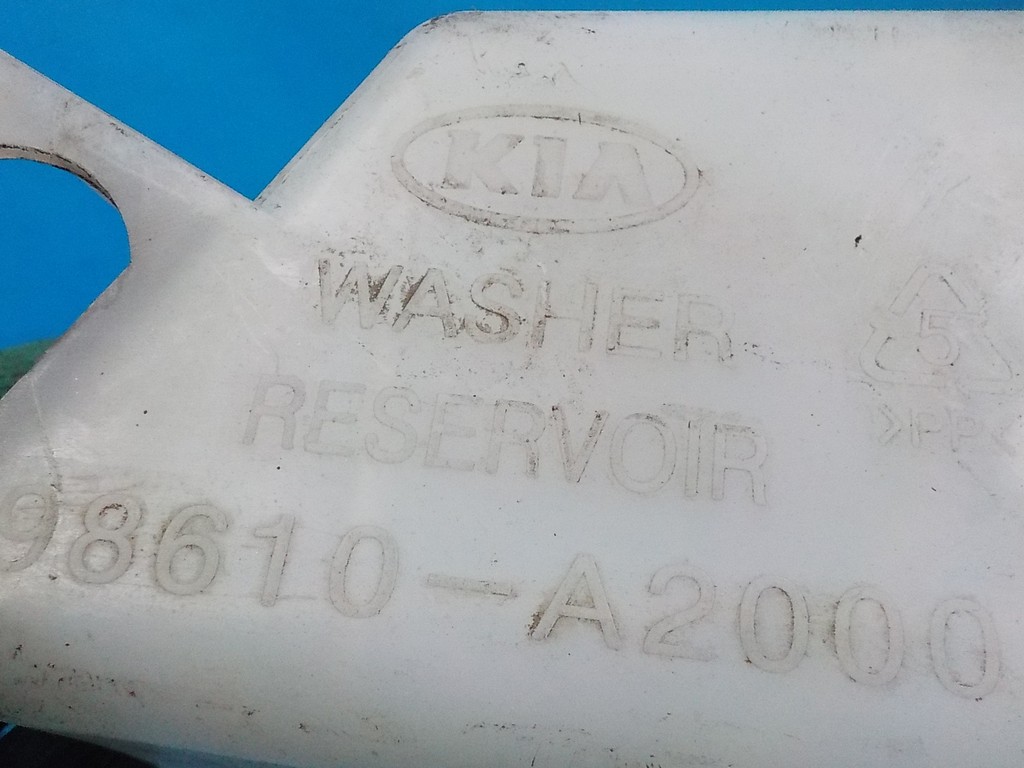 KIA
WASHER
RESERVOIR
98610-A2000
5
>PP<